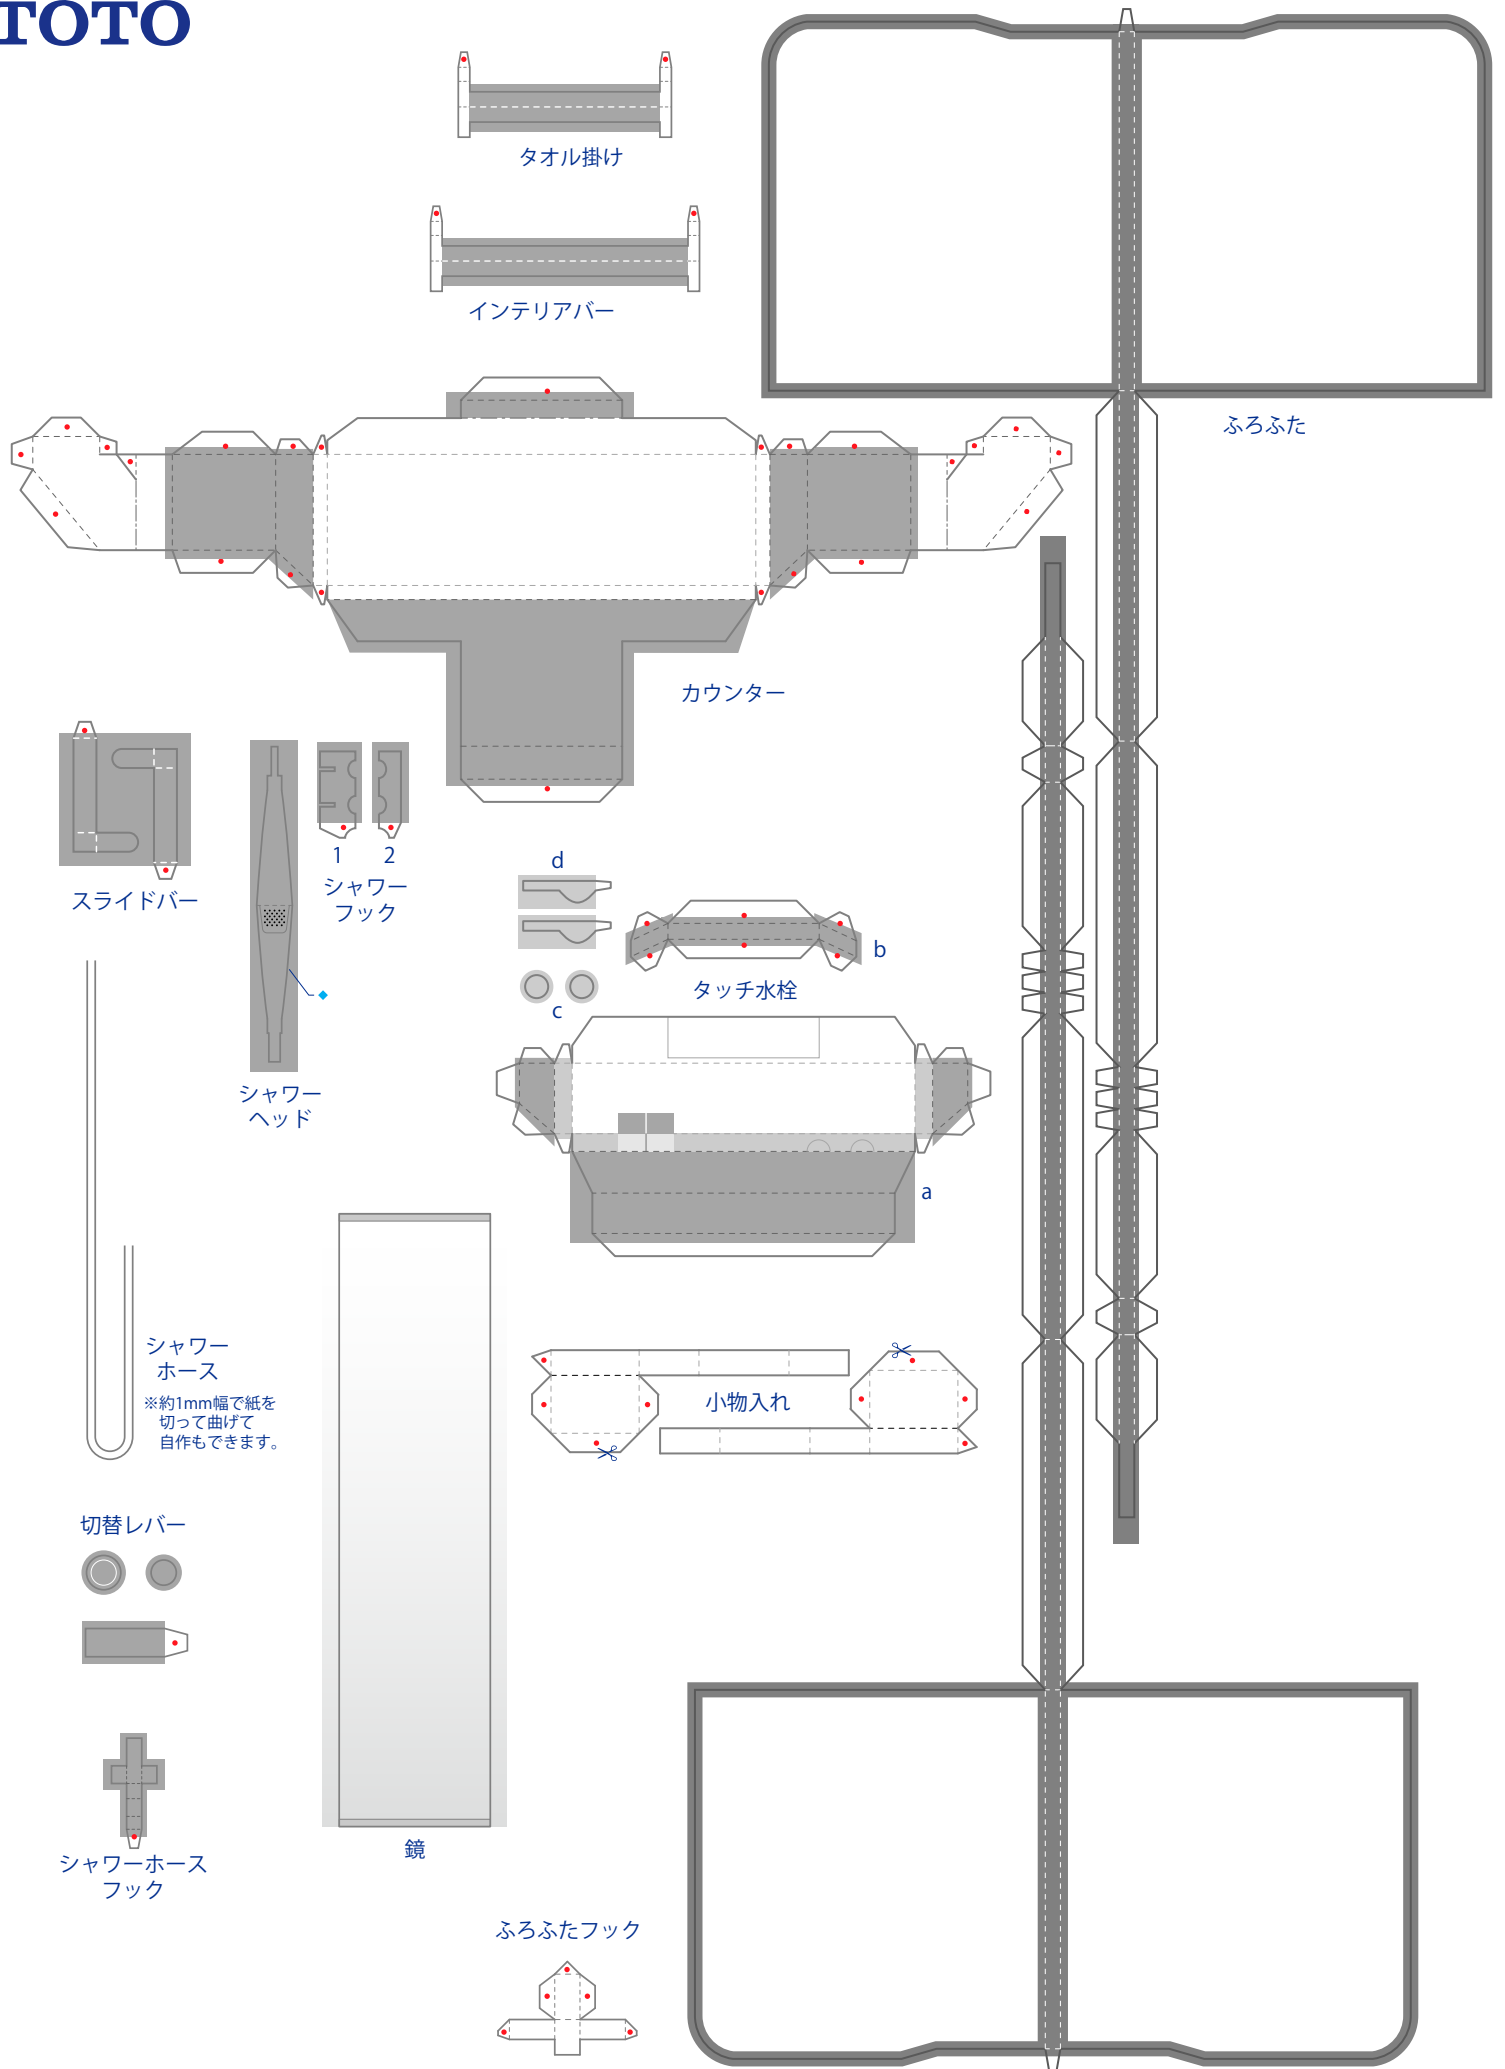 TOTO
タオル掛け
インテリアバー
ふろふた
カウンター
スライドバー
1
2
シャワー
フック
d
b
c
タッチ水栓
シャワー
ヘッド
a
シャワー
ホース
※約1mm幅で紙を
切って曲げて
自作もできます。
小物入れ
切替レバー
鏡
シャワーホース
フック
ふろふたフック